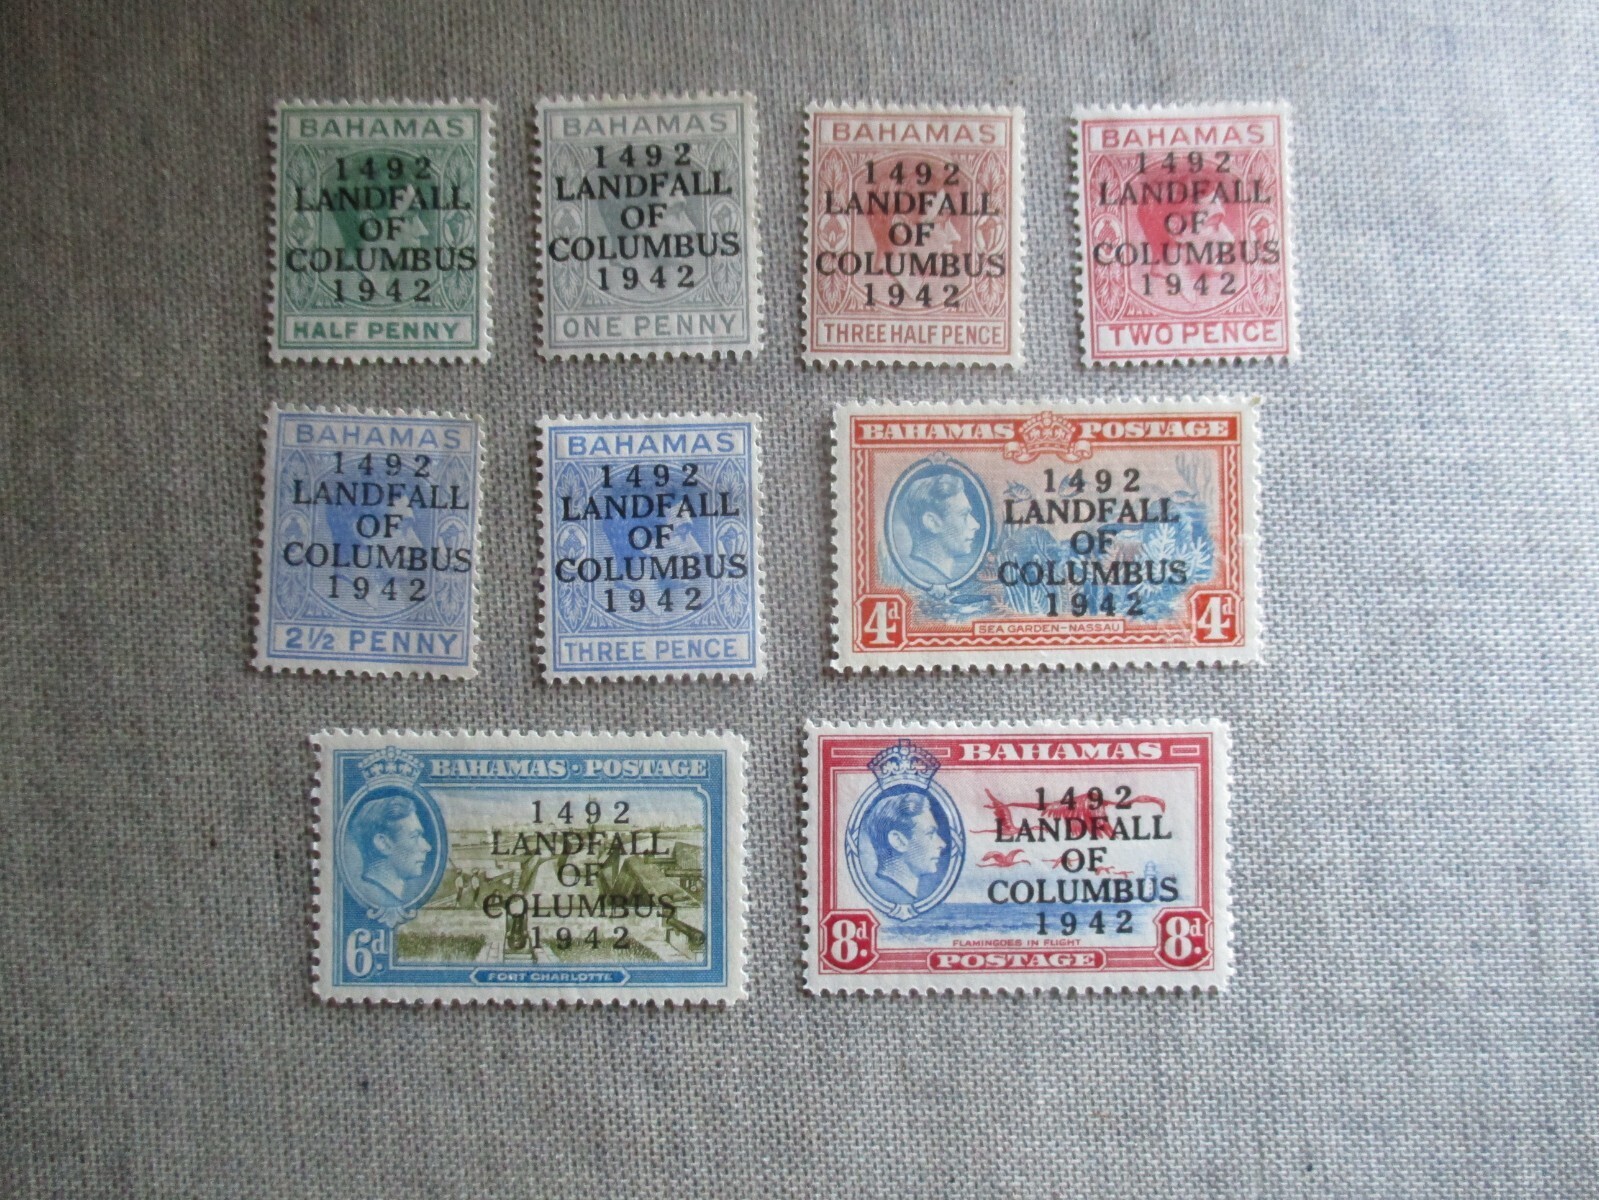 BAHAMAS
1492
LANDFALL
OF
COLUMBUS
1942
HALF PENNY
BAHAMAS
1492
LANDFALL
OF
COLUMBUS
1942
ONE PENNY
BAHAMAS
1492
LANDFALL
OF
COLUMBUS
1942
THREE HALF PENCE
BAHAMAS
1492
LANDFALL
OF
COLUMBUS
1942
TWO PENCE
BAHAMAS
1492
LANDFALL
OF
COLUMBUS
1942
2½ PENNY
BAHAMAS
1492
LANDFALL
OF
COLUMBUS
1942
THREE PENCE
BAHAMAS POSTAGE
1492
LANDFALL
OF
COLUMBUS
1942
4d 4d
SEA GARDEN-NASSAU
BAHAMAS · POSTAGE
1492
LANDFALL
OF
COLUMBUS
1942
6d
FORT CHARLOTTE
BAHAMAS
1492
LANDFALL
OF
COLUMBUS
1942
8d. 8d.
FLAMINGOES IN FLIGHT
POSTAGE